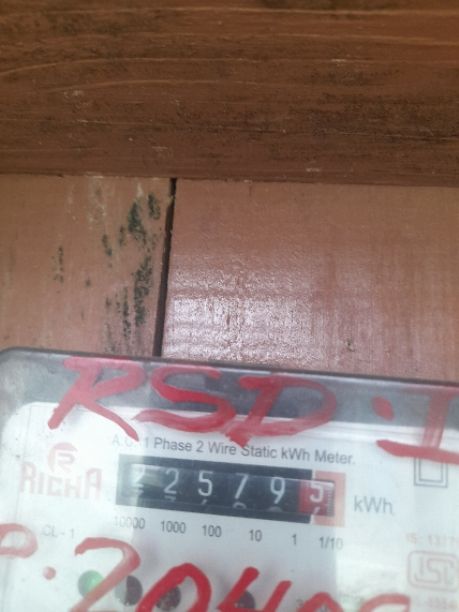 RSD-I
A.C. 1 Phase 2 Wire Static kWh Meter.
RICHA 225795 kWh
10000 1000 100 10 1 1/10
CL - 1